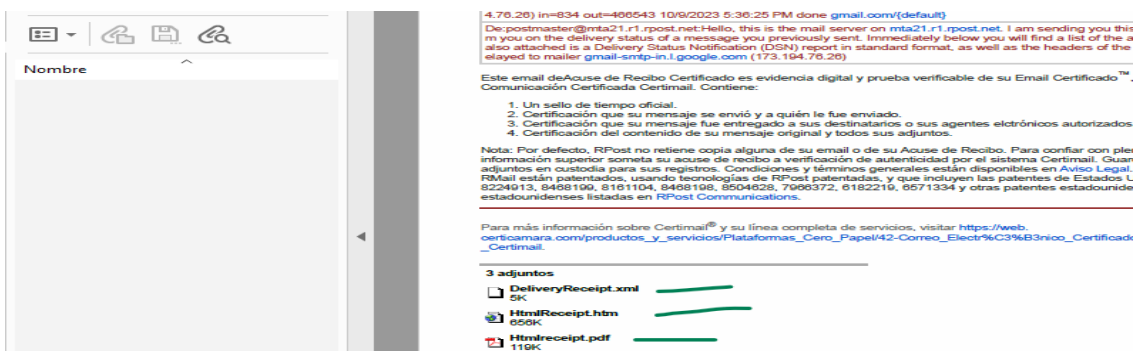 Nombre
4.76.26) in=834 out=466543 10/9/2023 5:36:25 PM done gmail.com/{default}
De:postmaster@mta21.r1.rpost.net:Hello, this is the mail server on mta21.r1.rpost.net. I am sending you this
m you on the delivery status of a message you previously sent. Immediately below you will find a list of the a
also attached is a Delivery Status Notification (DSN) report in standard format, as well as the headers of the
elayed to mailer gmail-smtp-in.l.google.com (173.194.76.26)
Este email deAcuse de Recibo Certificado es evidencia digital y prueba verificable de su Email Certificado™,
Comunicación Certificada Certimail. Contiene:
1. Un sello de tiempo oficial.
2. Certificación que su mensaje se envió y a quién le fue enviado.
3. Certificación que su mensaje fue entregado a sus destinatarios o sus agentes elctrónicos autorizados
4. Certificación del contenido de su mensaje original y todos sus adjuntos.
Nota: Por defecto, RPost no retiene copia alguna de su email o de su Acuse de Recibo. Para confiar con ple
información superior someta su acuse de recibo a verificación de autenticidad por el sistema Certimail. Guar
adjuntos en custodia para sus registros. Condiciones y términos generales están disponibles en Aviso Legal.
RMail están patentados, usando tecnologías de RPost patentadas, y que incluyen las patentes de Estados U
8224913, 8468199, 8161104, 8468198, 8504628, 7966372, 6182219, 6571334 y otras patentes estadounide
estadounidenses listadas en RPost Communications.
Para más información sobre Certimail® y su línea completa de servicios, visitar https://web.
certicamara.com/productos_y_servicios/Plataformas_Cero_Papel/42-Correo_Electr%C3%B3nico_Certificado
_Certimail.
3 adjuntos
DeliveryReceipt.xml
5K
HtmlReceipt.htm
656K
Htmlreceipt.pdf
119K